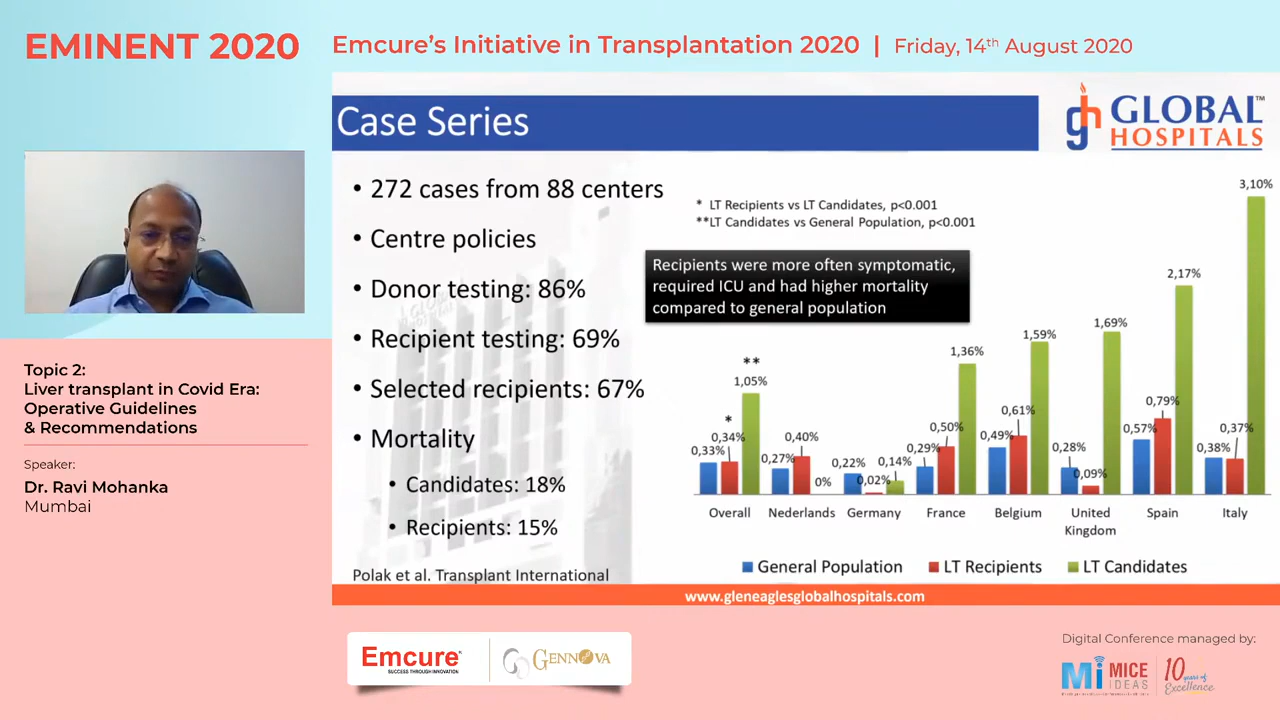 EMINENT 2020
Emcure's Initiative in Transplantation 2020 | Friday, 14th August 2020
Case Series
GLOBAL™
HOSPITALS
• 272 cases from 88 centers
• Centre policies
• Donor testing: 86%
• Recipient testing: 69%
• Selected recipients: 67%
• Mortality
• Candidates: 18%
• Recipients: 15%
Polak et al. Transplant International
* LT Recipients vs LT Candidates, p<0.001
**LT Candidates vs General Population, p<0.001
Recipients were more often symptomatic,
required ICU and had higher mortality
compared to general population
**
*
0,33% 0,34% 1,05%
0,27% 0,40% 0%
0,22% 0,02% 0,14%
0,29% 0,50% 1,36%
0,49% 0,61% 1,59%
0,28% 0,09% 1,69%
0,57% 0,79% 2,17%
0,38% 0,37% 3,10%
Overall Nederlands Germany France Belgium United Kingdom Spain Italy
General Population LT Recipients LT Candidates
www.gleneaglesglobalhospitals.com
Topic 2:
Liver transplant in Covid Era:
Operative Guidelines
& Recommendations
Speaker:
Dr. Ravi Mohanka
Mumbai
Emcure
SUCCESS THROUGH INNOVATION
GENNOVA
Digital Conference managed by:
Mi MICE
IDEAS
10 years of
Excellence